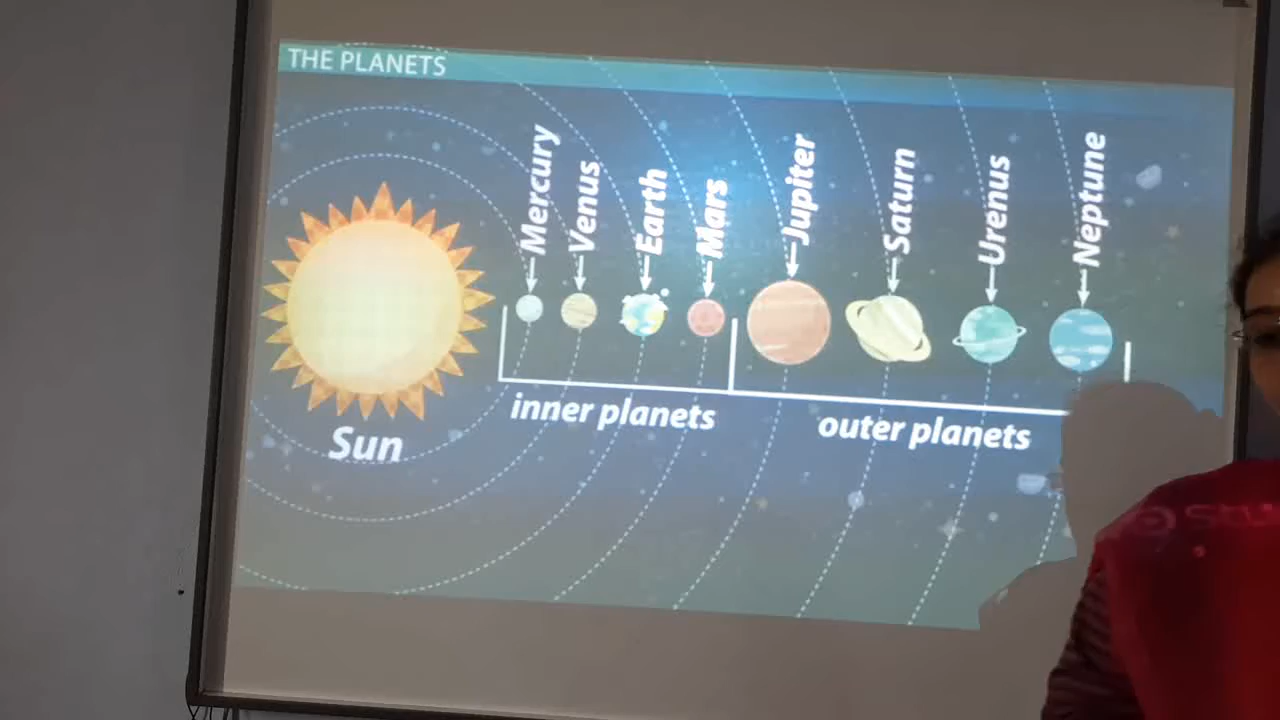 THE PLANETS
Mercury
Venus
Earth
Mars
Jupiter
Saturn
Urenus
Neptune
inner planets
outer planets
Sun